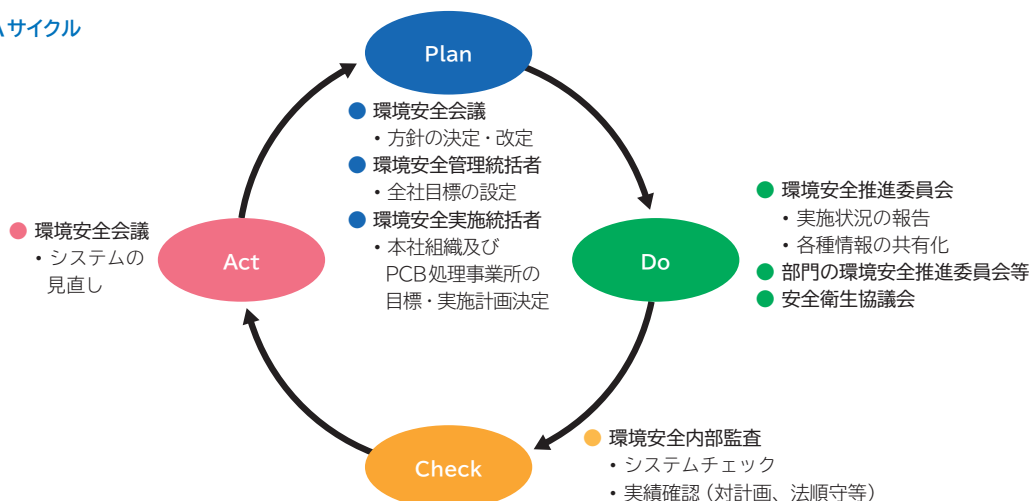 サイクル
Plan
● 環境安全会議
・方針の決定・改定
● 環境安全管理統括者
・全社目標の設定
● 環境安全実施統括者
・本社組織及び
PCB処理事業所の
目標・実施計画決定
Do
● 環境安全推進委員会
・実施状況の報告
・各種情報の共有化
● 部門の環境安全推進委員会等
● 安全衛生協議会
Check
● 環境安全内部監査
・システムチェック
・実績確認（対計画、法順守等）
Act
● 環境安全会議
・システムの
見直し